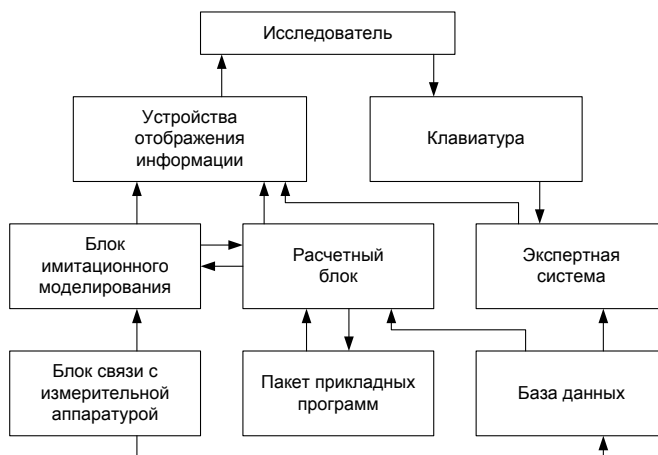 Исследователь
Устройства
отображения
информации
Клавиатура
Блок
имитационного
моделирования
Расчетный
блок
Экспертная
система
Блок связи с
измерительной
аппаратурой
Пакет прикладных
программ
База данных